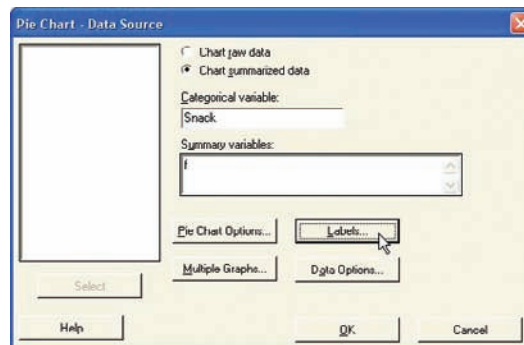 Pie Chart - Data Source
Chart raw data
Chart summarized data
Categorical variable:
Snack
Summary variables:
f
Pie Chart Options...
Labels...
Multiple Graphs...
Data Options...
Select
Help
OK
Cancel